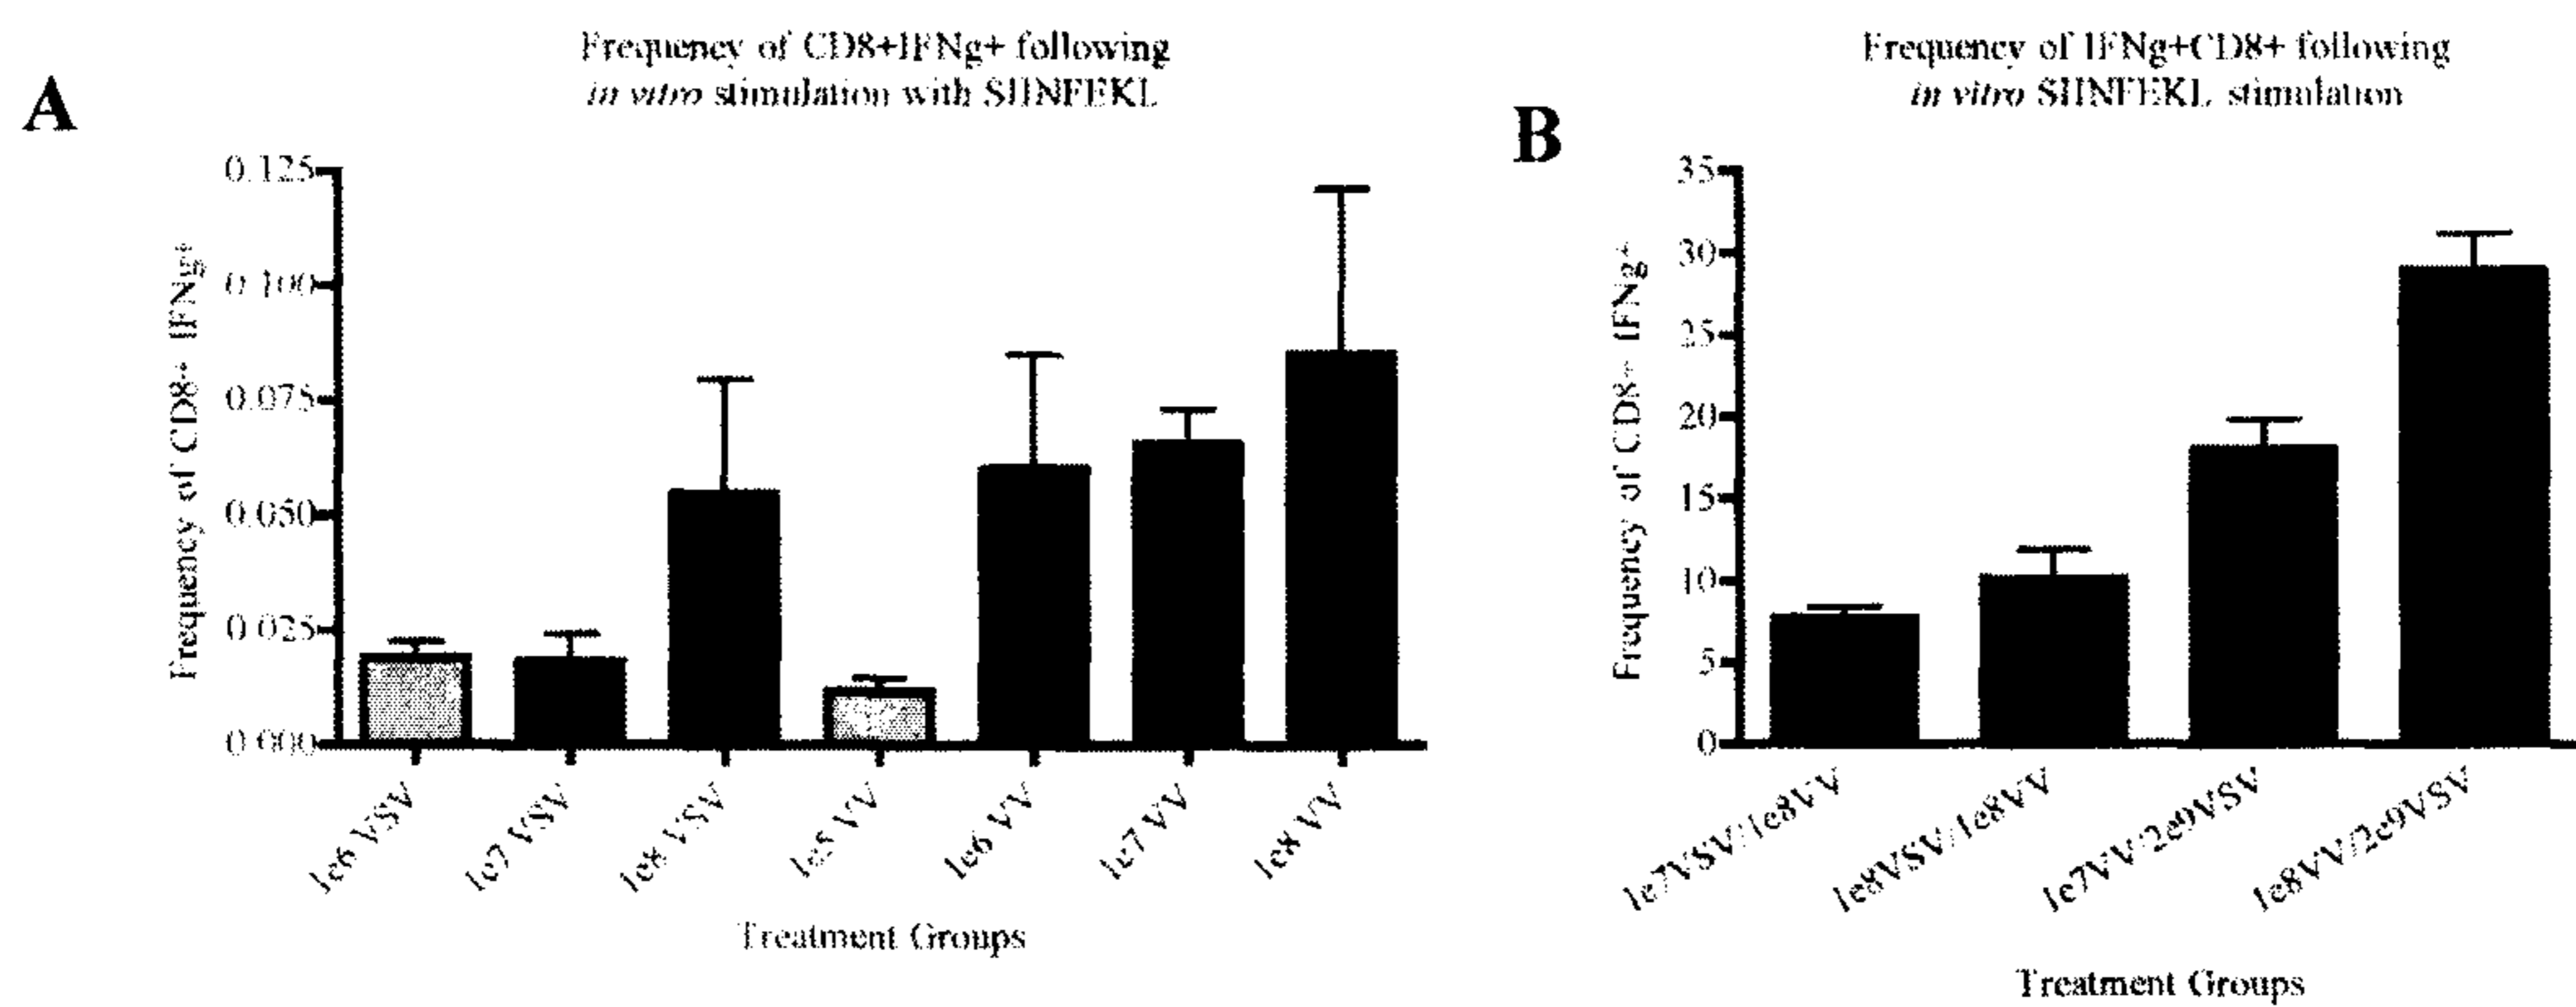 A
Frequency of CD8+IFNg+ following
in vitro stimulation with SIINFEKL
Frequency of CD8+ IFNg+
0.125
0.100
0.075
0.050
0.025
0.000
1e6 VSV
1e7 VSV
1e8 VSV
1e5 VV
1e6 VV
1e7 VV
1e8 VV
Treatment Groups
B
Frequency of IFNg+CD8+ following
in vitro SIINFEKL stimulation
Frequency of CD8+ IFNg+
35
30
25
20
15
10
5
0
1e7VSV/1e8VV
1e8VSV/1e8VV
1e7VV/2e9VSV
1e8VV/2e9VSV
Treatment Groups